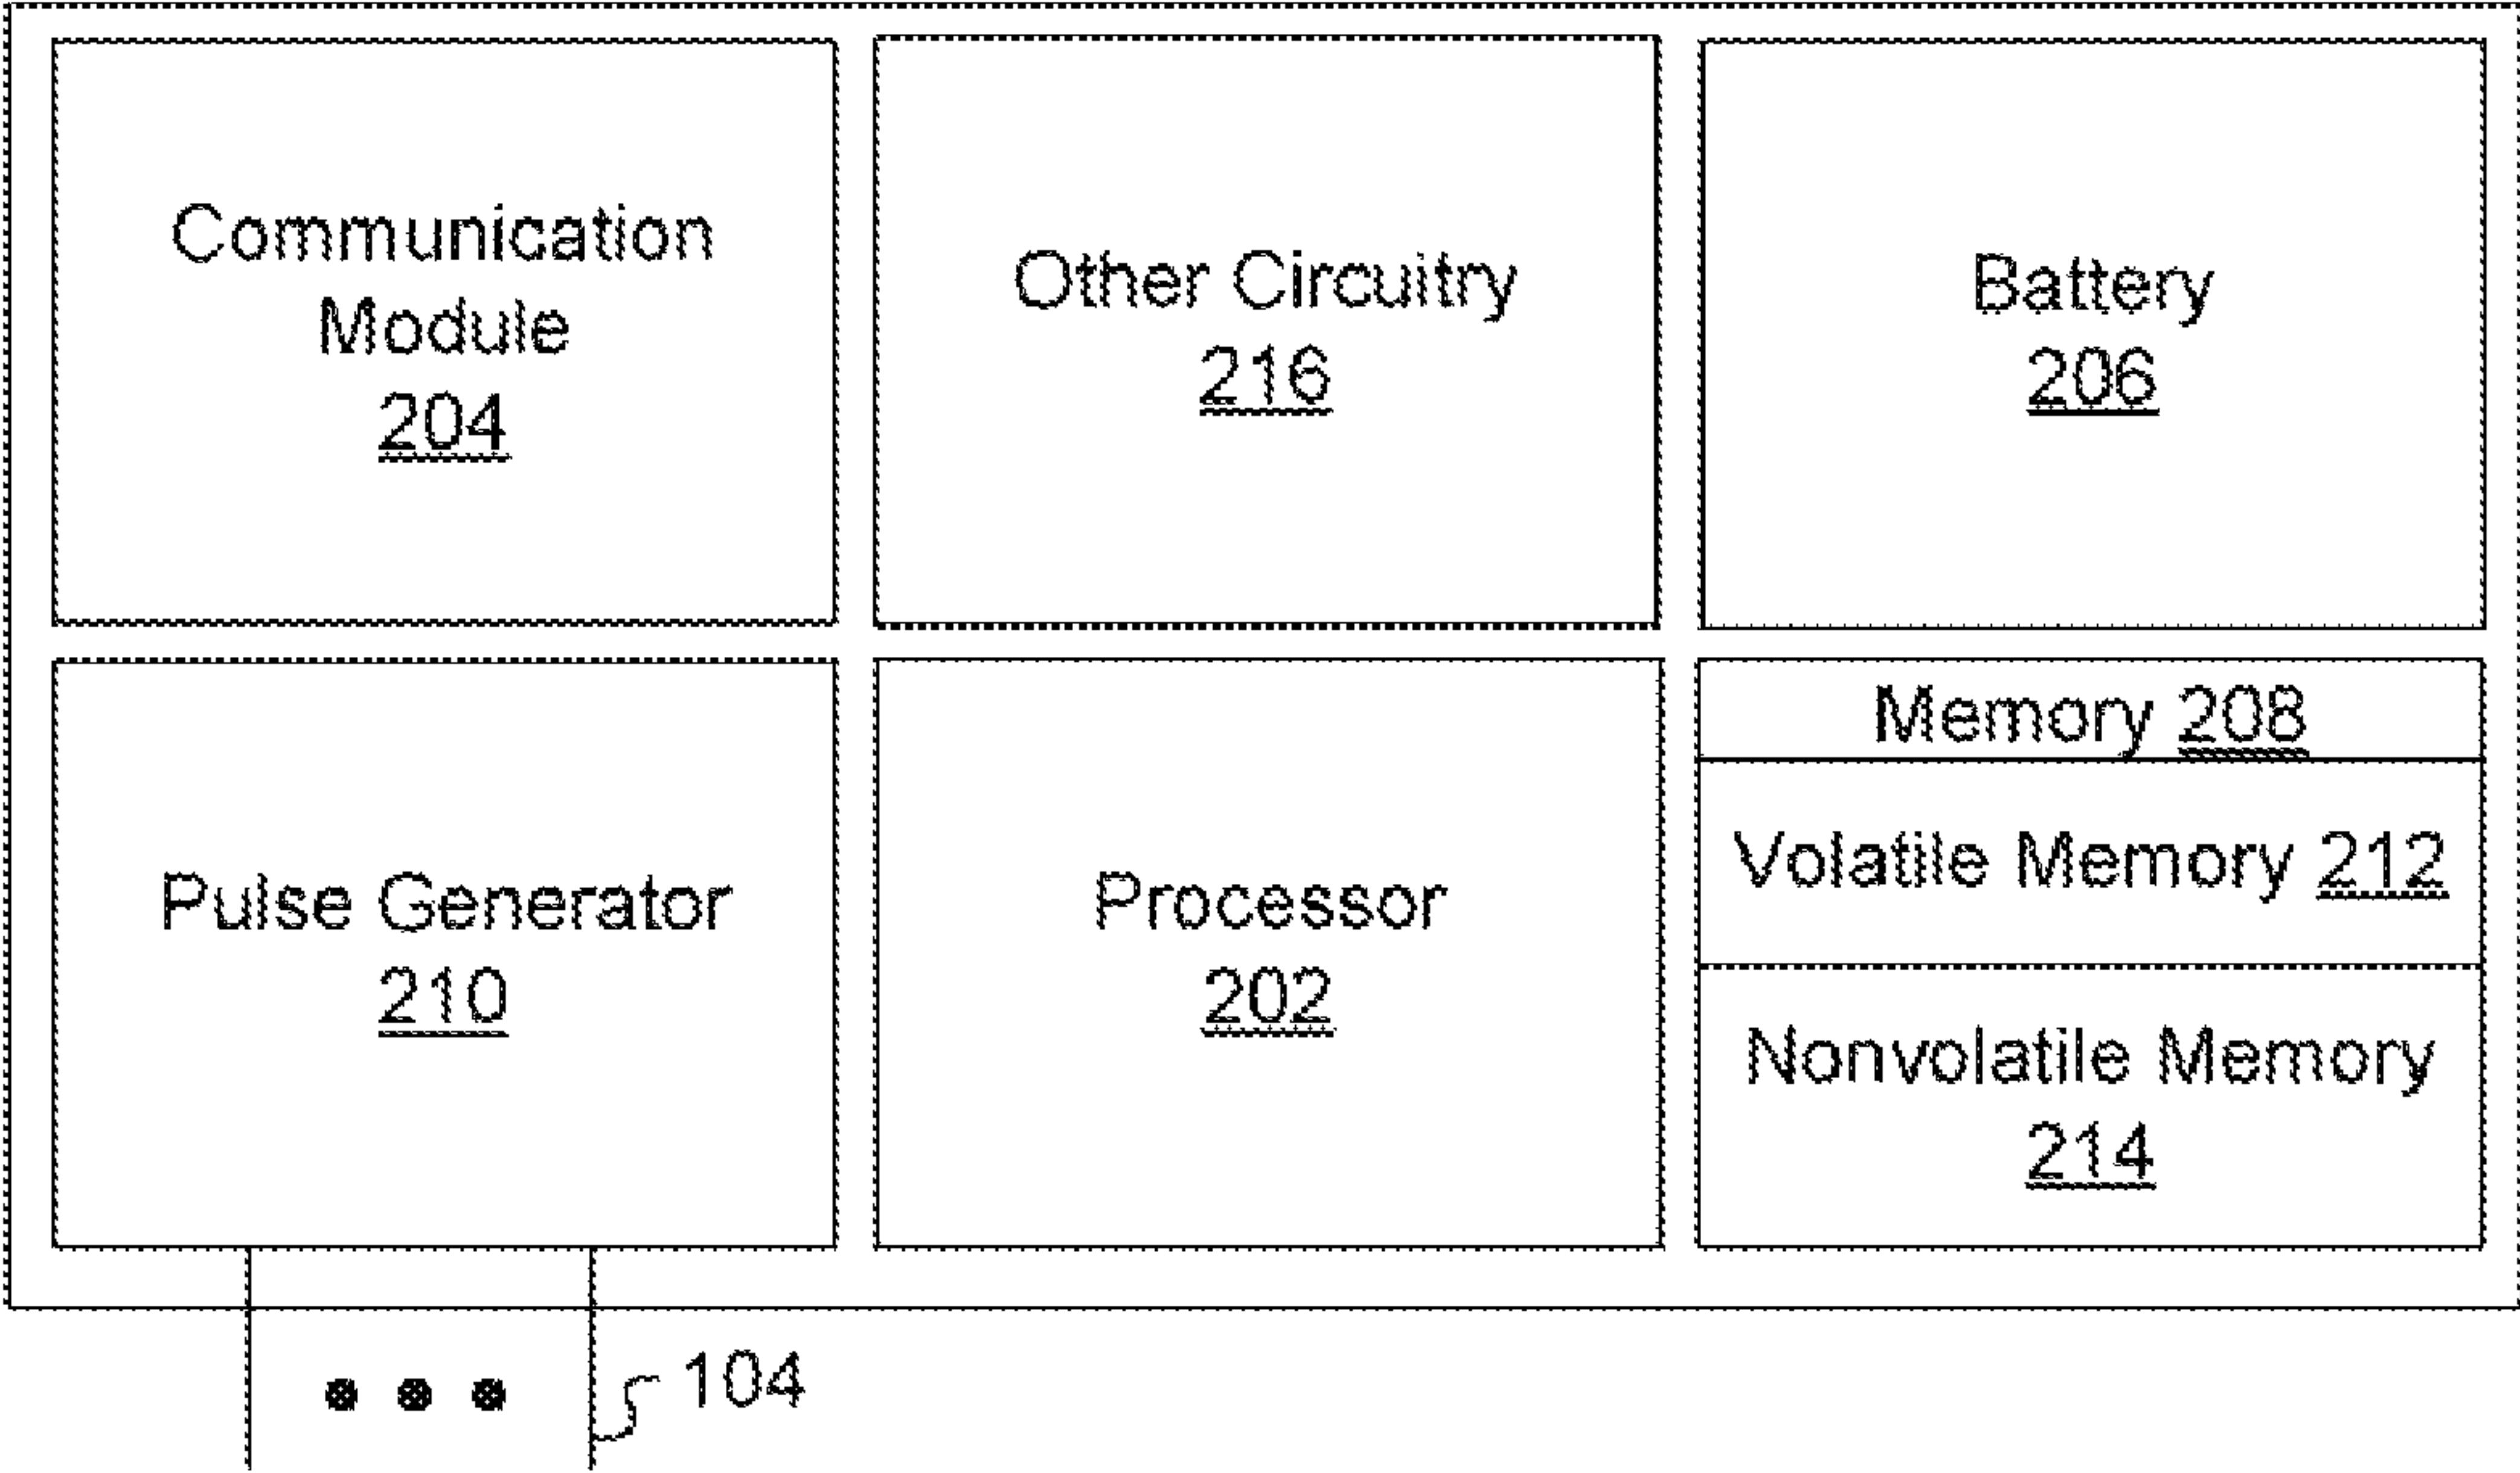 Communication
Module
204
Other Circuitry
216
Battery
206
Pulse Generator
210
Processor
202
Memory 208
Volatile Memory 212
Nonvolatile Memory
214
104